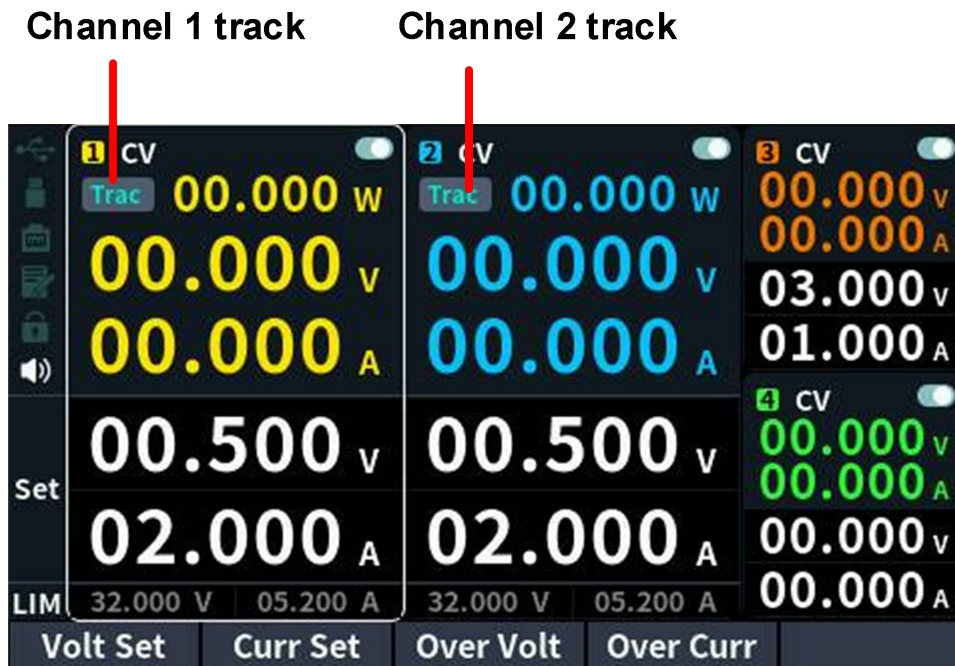 Channel 1 track Channel 2 track
1 CV 2 CV 3 CV
Trac 00.000 W Trac 00.000 W 00.000 V
00.000 V 00.000 V 00.000 A
00.000 A 00.000 A 03.000 V
01.000 A
4 CV
00.500 V 00.500 V 00.000 V
Set 00.000 A
02.000 A 02.000 A 00.000 V
LIM 32.000 V 05.200 A 32.000 V 05.200 A 00.000 A
Volt Set Curr Set Over Volt Over Curr